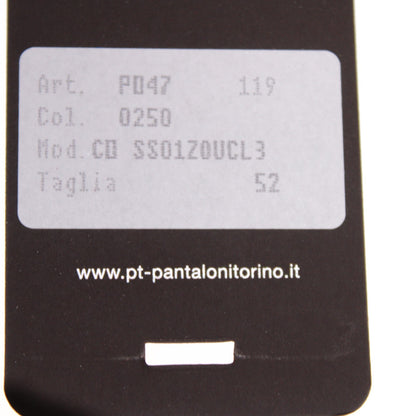 Art. PD47 119
Col. 0250
Mod. CD SS01Z0UCL3
Taglia 52
www.pt-pantalonitorino.it